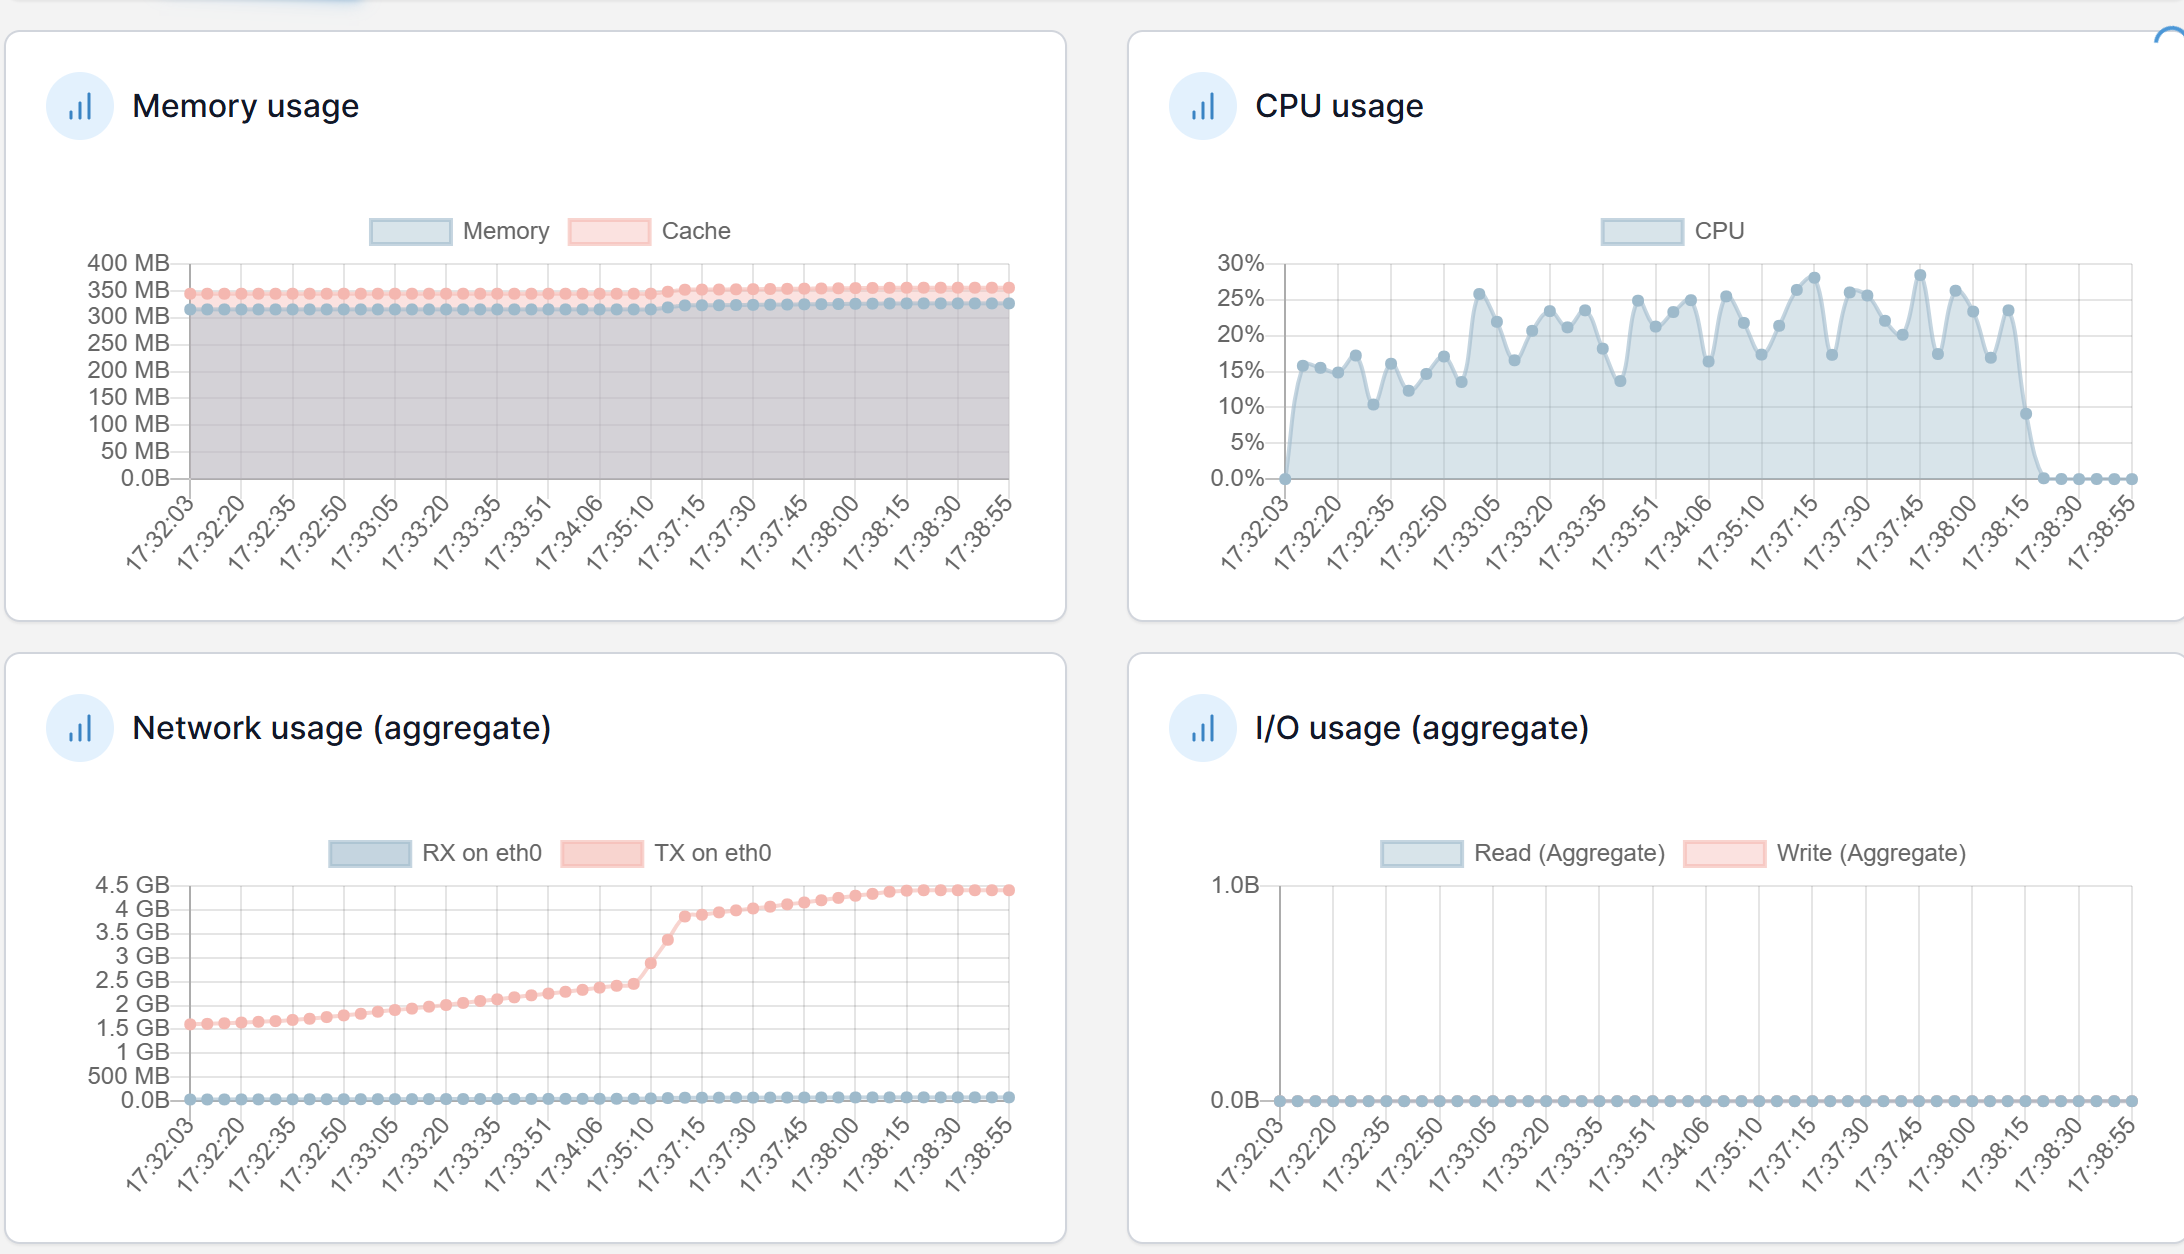 Memory usage
Memory
Cache
400 MB
350 MB
300 MB
250 MB
200 MB
150 MB
100 MB
50 MB
0.0B
17:32:03
17:32:20
17:32:35
17:32:50
17:33:05
17:33:20
17:33:35
17:33:51
17:34:06
17:35:10
17:37:15
17:37:30
17:37:45
17:38:00
17:38:15
17:38:30
17:38:55
CPU usage
CPU
30%
25%
20%
15%
10%
5%
0.0%
17:32:03
17:32:20
17:32:35
17:32:50
17:33:05
17:33:20
17:33:35
17:33:51
17:34:06
17:35:10
17:37:15
17:37:30
17:37:45
17:38:00
17:38:15
17:38:30
17:38:55
Network usage (aggregate)
RX on eth0
TX on eth0
4.5 GB
4 GB
3.5 GB
3 GB
2.5 GB
2 GB
1.5 GB
1 GB
500 MB
0.0B
17:32:03
17:32:20
17:32:35
17:32:50
17:33:05
17:33:20
17:33:35
17:33:51
17:34:06
17:35:10
17:37:15
17:37:30
17:37:45
17:38:00
17:38:15
17:38:30
17:38:55
I/O usage (aggregate)
Read (Aggregate)
Write (Aggregate)
1.0B
0.0B
17:32:03
17:32:20
17:32:35
17:32:50
17:33:05
17:33:20
17:33:35
17:33:51
17:34:06
17:35:10
17:37:15
17:37:30
17:37:45
17:38:00
17:38:15
17:38:30
17:38:55